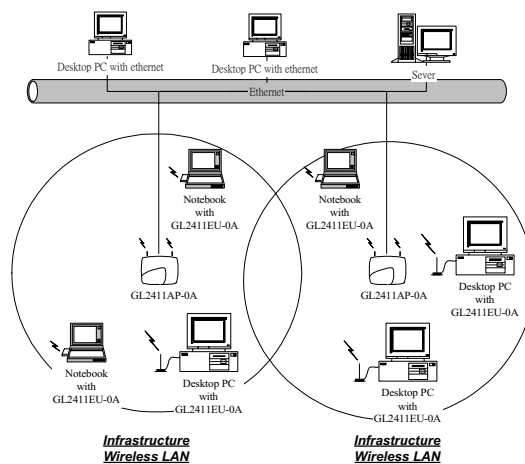 Desktop PC with ethernet
Desktop PC with ethernet
Sever
Ethernet
Notebook
with
GL2411EU-0A
Notebook
with
GL2411EU-0A
GL2411AP-0A
GL2411AP-0A
Desktop PC
with
GL2411EU-0A
Notebook
with
GL2411EU-0A
Desktop PC
with
GL2411EU-0A
Desktop PC
with
GL2411EU-0A
Infrastructure
Wireless LAN
Infrastructure
Wireless LAN